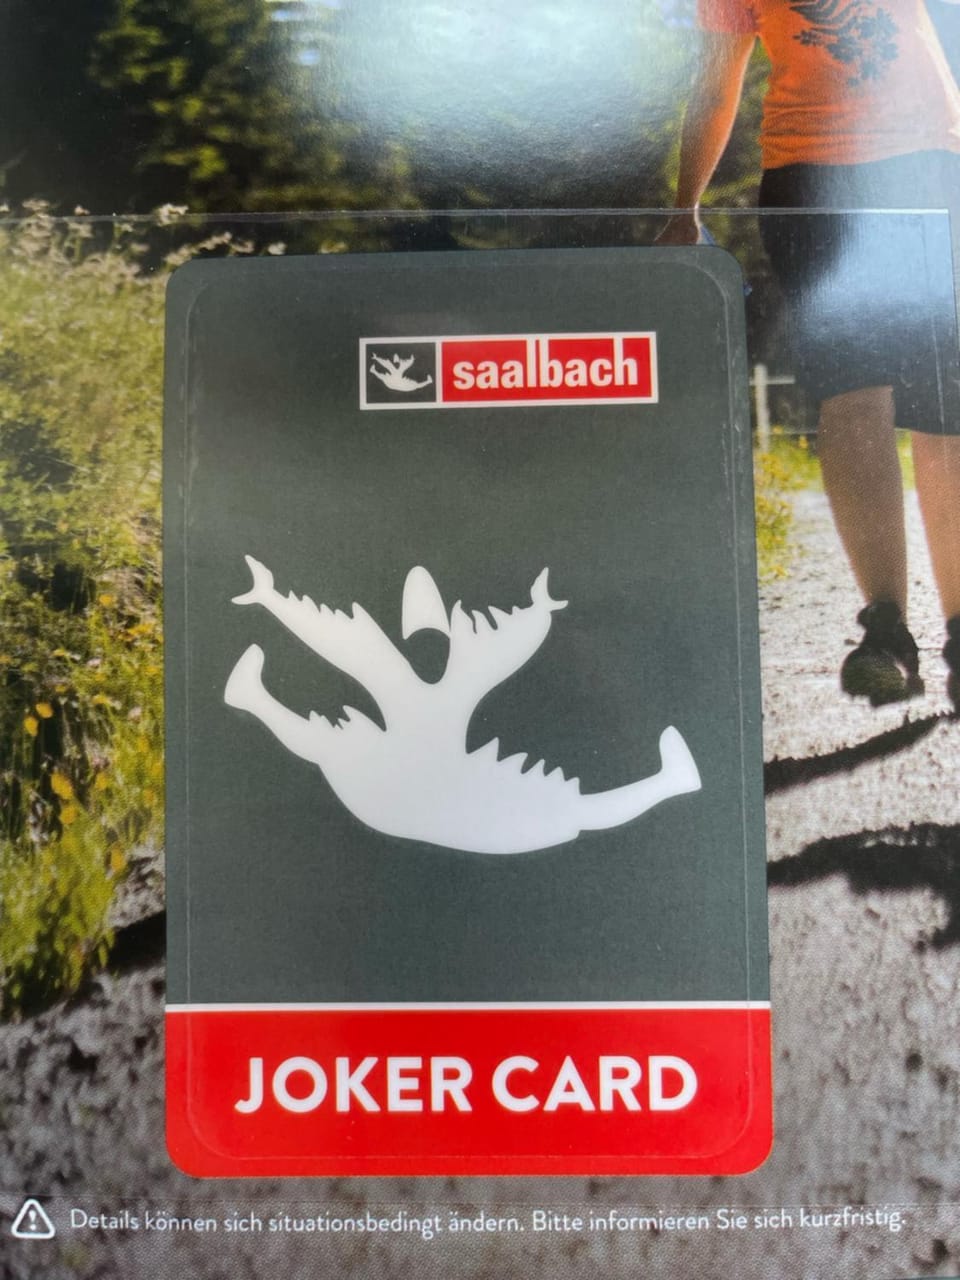 saalbach
JOKER CARD
Details können sich situationsbedingt ändern. Bitte informieren Sie sich kurzfristig.